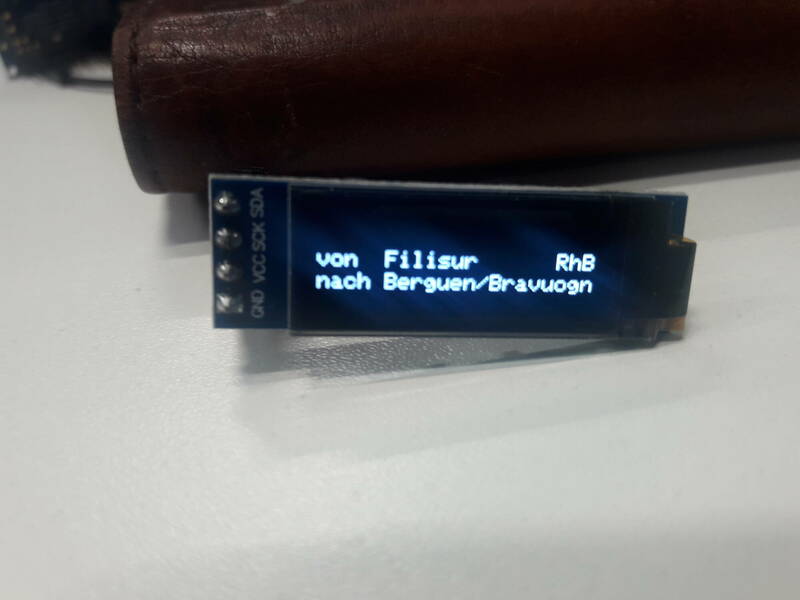 von Filisur RhB
nach Berguen/Bravuogn
GND VCC SCK SDA